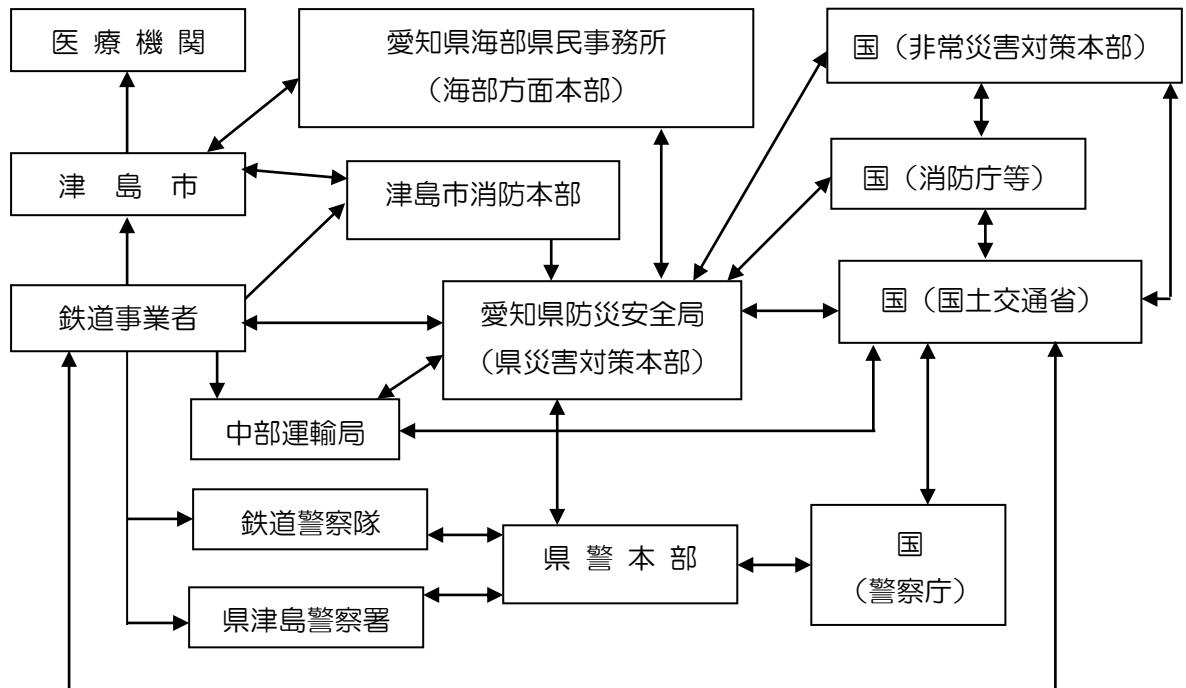 医 療 機 関
愛知県海部県民事務所
（海部方面本部）
国（非常災害対策本部）
津 島 市
津島市消防本部
国（消防庁等）
鉄道事業者
愛知県防災安全局
（県災害対策本部）
国（国土交通省）
中部運輸局
鉄道警察隊
県 警 本 部
国
（警察庁）
県津島警察署